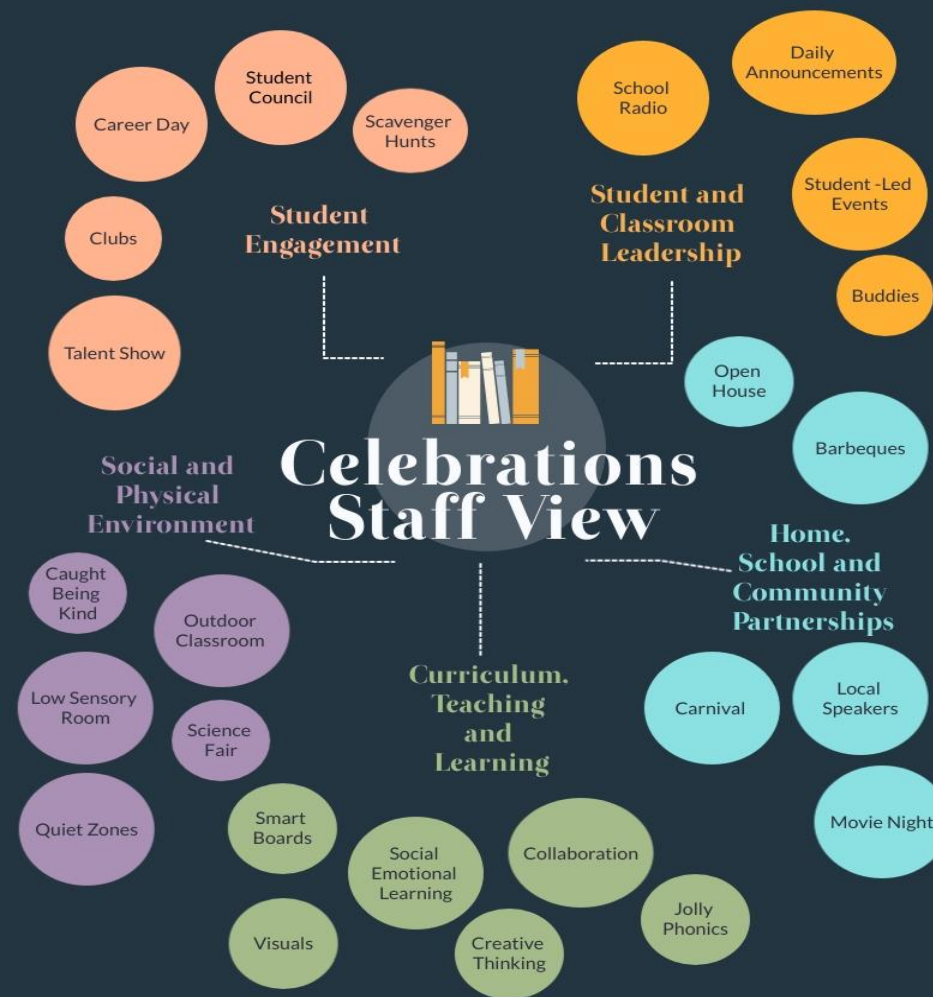 Student
Council
Career Day
Scavenger
Hunts
Clubs
Talent Show
Student
Engagement
School
Radio
Daily
Announcements
Student -Led
Events
Buddies
Student and
Classroom
Leadership
Open
House
Barbeques
Celebrations
Staff View
Social and
Physical
Environment
Home,
School and
Community
Partnerships
Caught
Being
Kind
Outdoor
Classroom
Low Sensory
Room
Science
Fair
Quiet Zones
Curriculum,
Teaching
and
Learning
Carnival
Local
Speakers
Movie Night
Smart
Boards
Social
Emotional
Learning
Collaboration
Visuals
Creative
Thinking
Jolly
Phonics